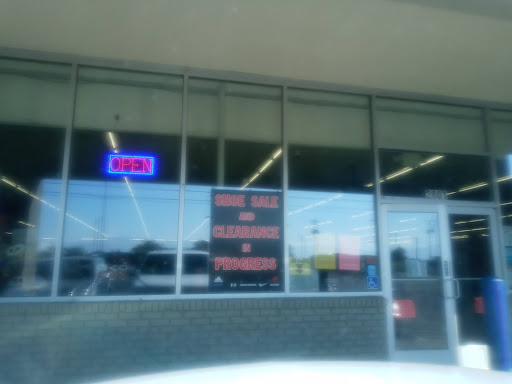 OPEN
SHOE SALE
AND
CLEARANCE
IN
PROGRESS